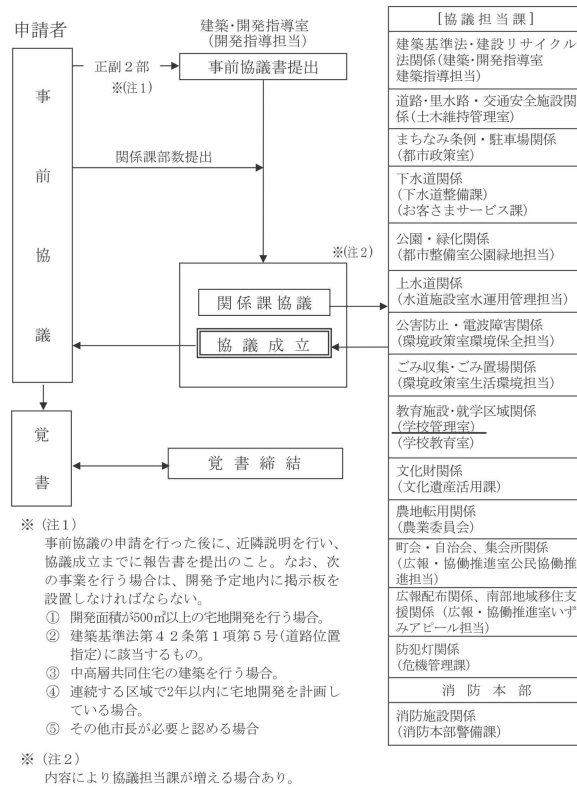 申請者
建築・開発指導室
(開発指導担当)
正副２部
※(注１)
事前協議書提出
事前協議
関係課部数提出
※(注２)
関係課協議
協議成立
覚書
覚書締結
※（注１）
事前協議の申請を行った後に、近隣説明を行い、
協議成立までに報告書を提出のこと。なお、次
の事業を行う場合は、開発予定地内に掲示板を
設置しなければならない。
① 開発面積が500㎡以上の宅地開発を行う場合。
② 建築基準法第４２条第１項第５号(道路位置
指定)に該当するもの。
③ 中高層共同住宅の建築を行う場合。
④ 連続する区域で2年以内に宅地開発を計画し
ている場合。
⑤ その他市長が必要と認める場合
※（注２）
内容により協議担当課が増える場合あり。
[協議担当課]
建築基準法・建設リサイクル
法関係(建築・開発指導室
建築指導担当)
道路・里水路・交通安全施設関
係(土木維持管理室)
まちなみ条例・駐車場関係
(都市政策室)
下水道関係
(下水道整備課)
(お客さまサービス課)
公園・緑化関係
(都市整備室公園緑地担当)
上水道関係
(水道施設室水運用管理担当)
公害防止・電波障害関係
(環境政策室環境保全担当)
ごみ収集・ごみ置場関係
(環境政策室生活環境担当)
教育施設・就学区域関係
(学校管理室)
(学校教育室)
文化財関係
(文化遺産活用課)
農地転用関係
(農業委員会)
町会・自治会、集会所関係
(広報・協働推進室公民協働推
進担当)
広報配布関係、南部地域移住支
援関係（広報・協働推進室いず
みアピール担当)
防犯灯関係
(危機管理課)
消防本部
消防施設関係
(消防本部警備課)